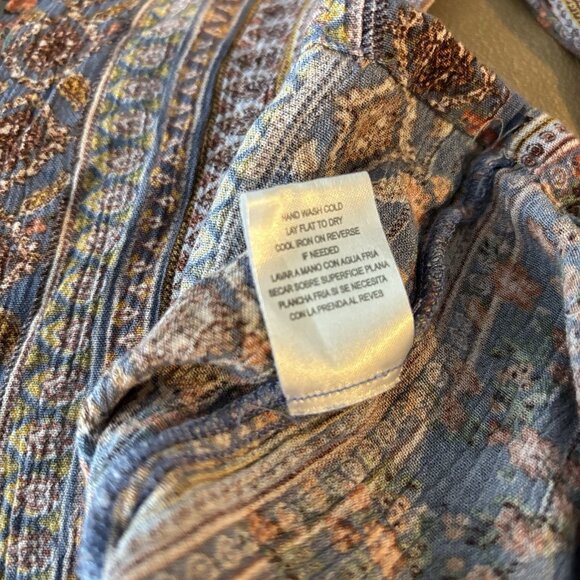 HAND WASH COLD
LAY FLAT TO DRY
COOL IRON ON REVERSE
IF NEEDED
LAVAR A MANO CON AGUA FRIA
SECAR SOBRE SUPERFICIE PLANA
PLANCHA FRIA SI SE NECESITA
CON LA PRENDA AL REVES